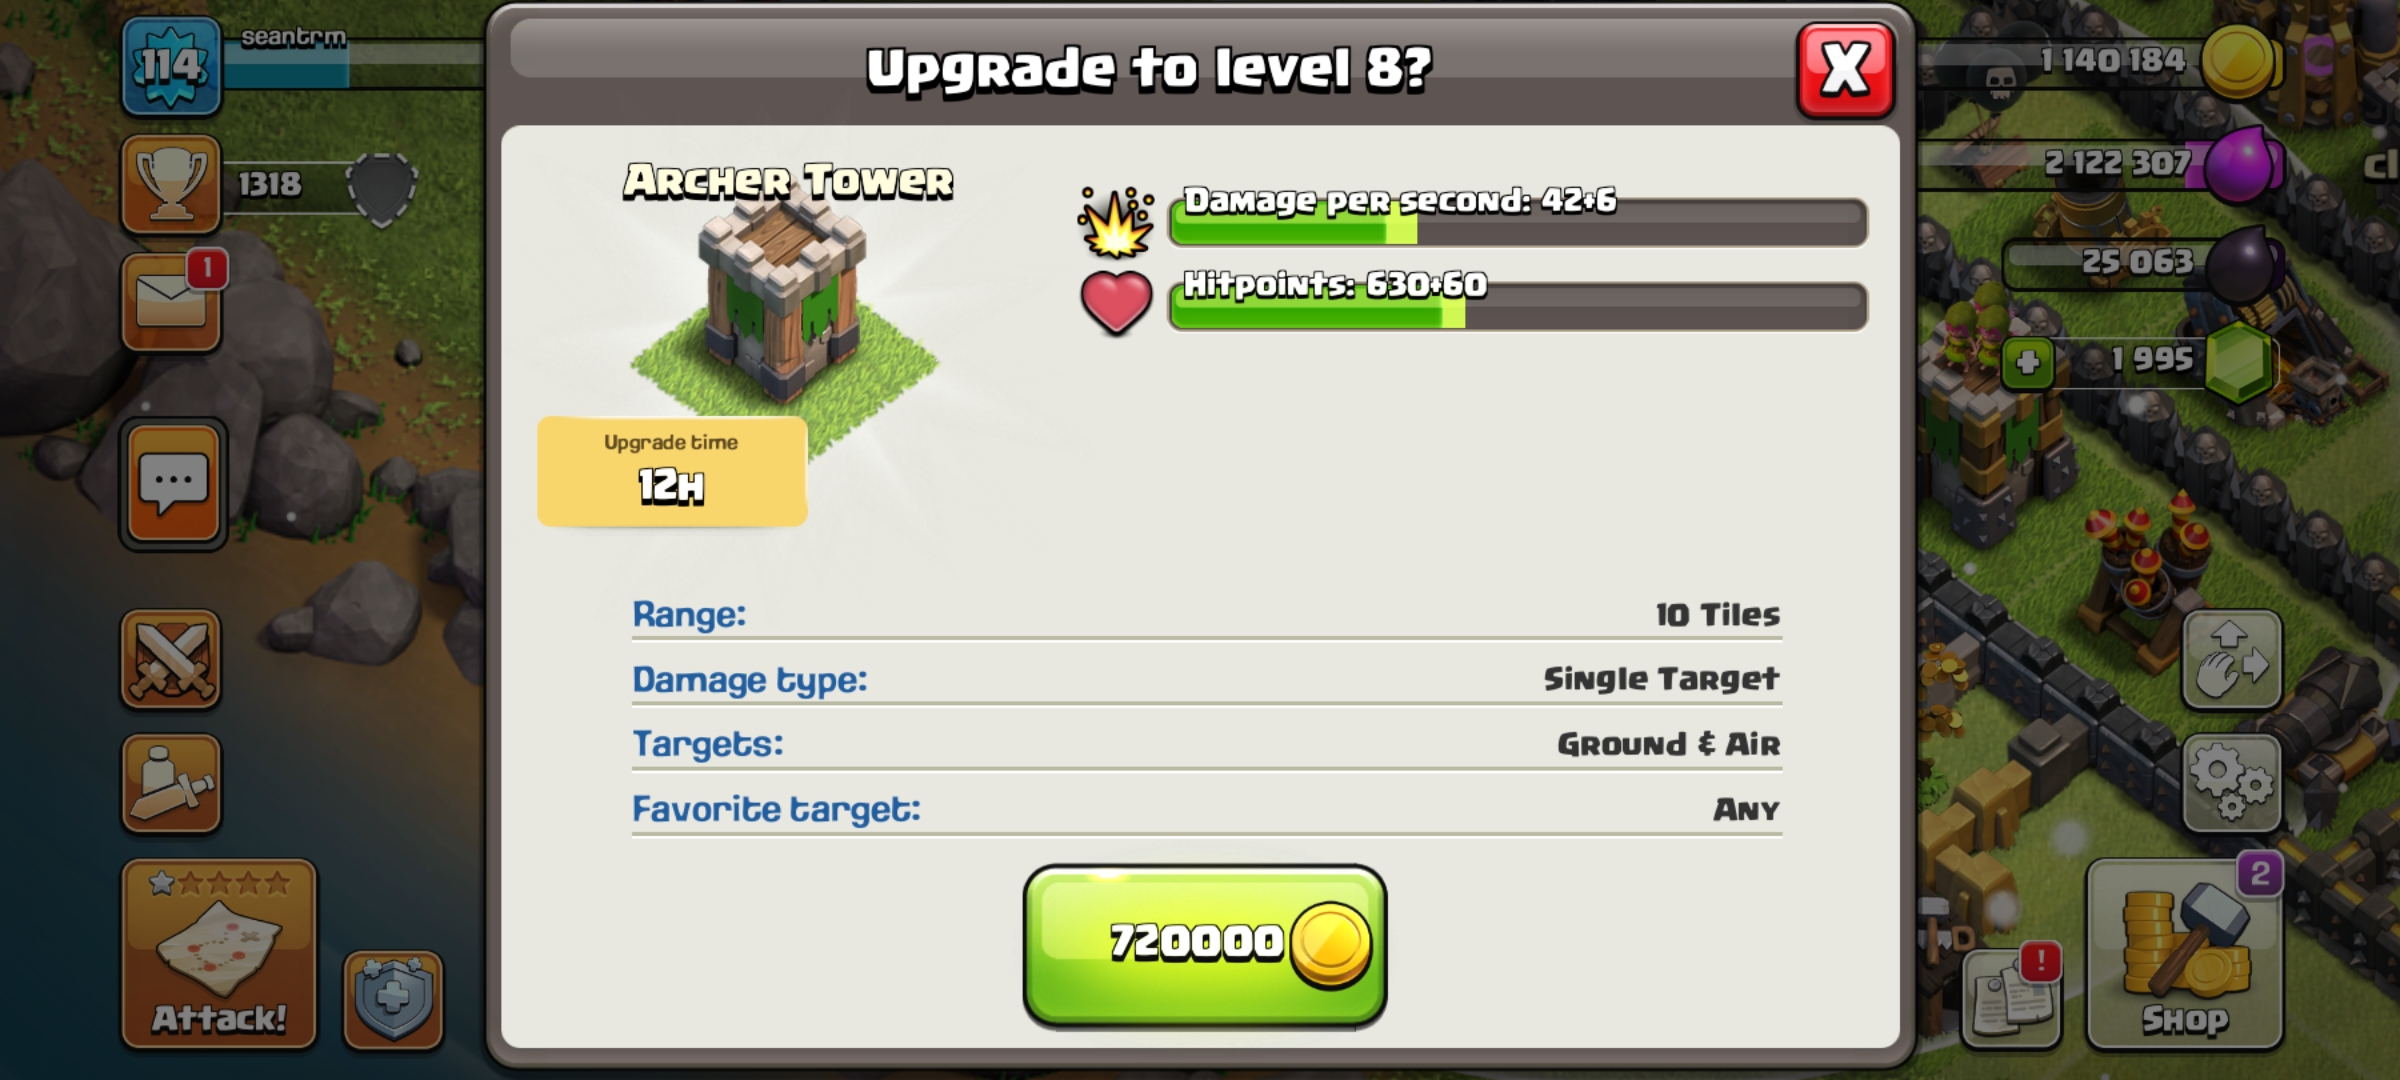 114
seantrm
Upgrade to level 8?
X
1 140 184
1318
Archer Tower
Damage per second: 42+6
2 122 307
1
Hitpoints: 630+60
25 063
1 995
Upgrade time
12H
Range: 10 Tiles
Damage type: Single Target
Targets: Ground & Air
Favorite target: Any
720000
2
!
Attack!
Shop